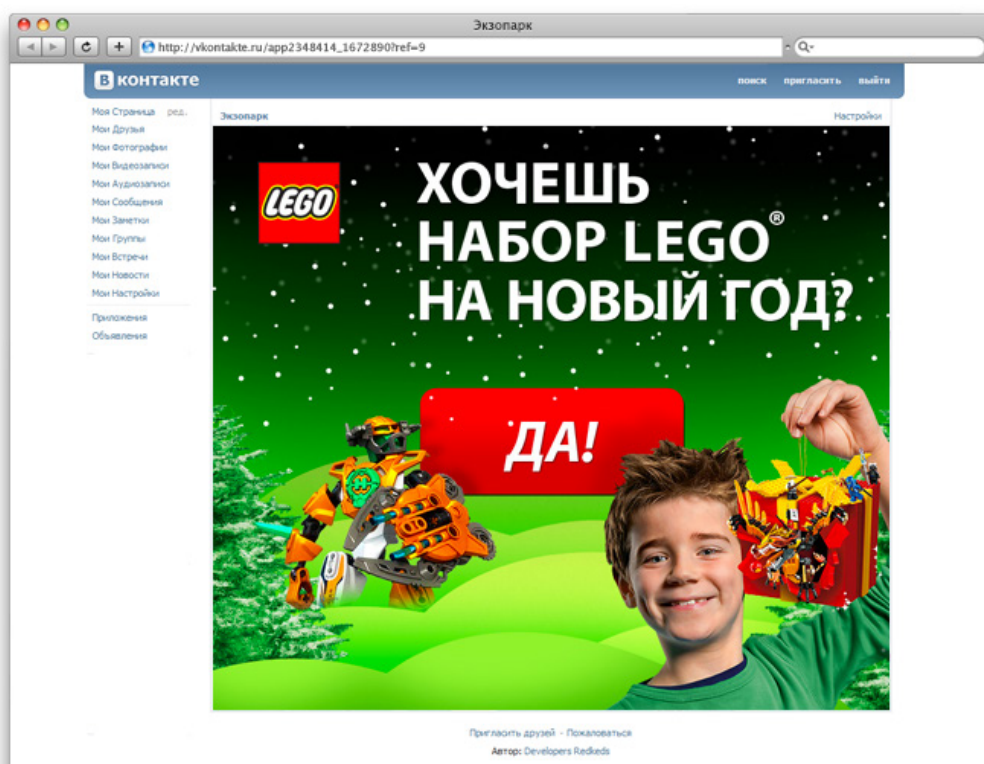 Экзопарк
http://vkontakte.ru/app2348414_1672890?ref=9
В контакте
поиск пригласить выйти
Моя Страница ред.
Мои Друзья
Мои Фотографии
Мои Видеозаписи
Мои Аудиозаписи
Мои Сообщения
Мои Заметки
Мои Группы
Мои Встречи
Мои Новости
Мои Настройки
Приложения
Объявления
Экзопарк
Настройки
LEGO
ХОЧЕШЬ
НАБОР LEGO®
НА НОВЫЙ ГОД?
ДА!
Пригласить друзей - Пожаловаться
Автор: Developers Redkeds